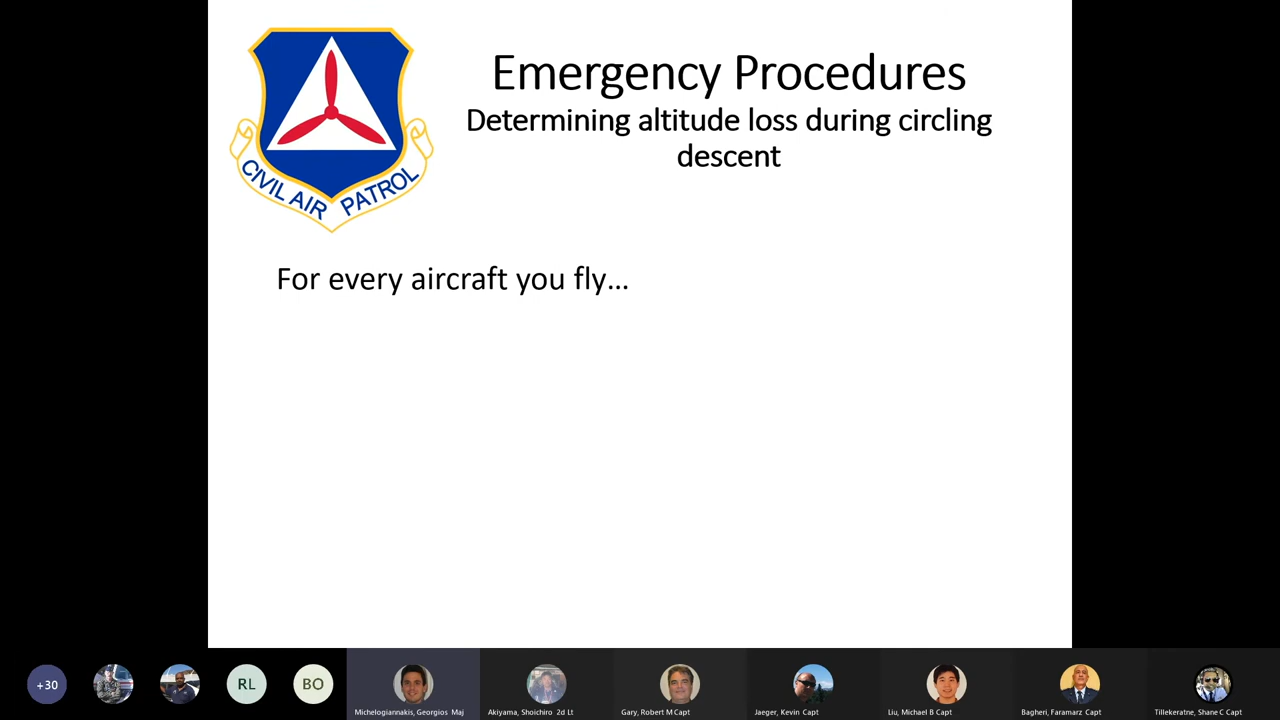 Emergency Procedures
Determining altitude loss during circling
descent
CIVIL AIR PATROL
For every aircraft you fly...
+30
RL
BO
Michelogiannakis, Georgios Maj
Akiyama, Shoichiro 2d Lt
Gary, Robert M Capt
Jaeger, Kevin Capt
Liu, Michael B Capt
Bagheri, Faramarz Capt
Tillekeratne, Shane C Capt